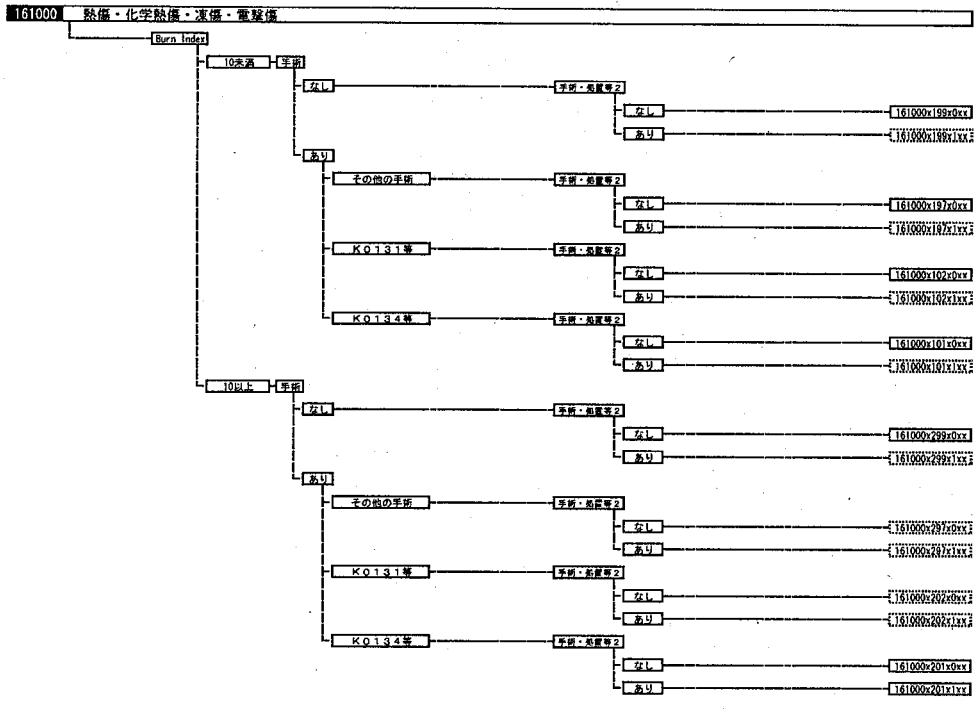 161000 熱傷・化学熱傷・凍傷・電撃傷
Burn Index
10未満 手術
なし 手術・処置等2
なし 161000x199x0xx
あり 161000x199x1xx
あり
その他の手術 手術・処置等2
なし 161000x197x0xx
あり 161000x197x1xx
K0131等 手術・処置等2
なし 161000x102x0xx
あり 161000x102x1xx
K0134等 手術・処置等2
なし 161000x101x0xx
あり 161000x101x1xx
10以上 手術
なし 手術・処置等2
なし 161000x299x0xx
あり 161000x299x1xx
あり
その他の手術 手術・処置等2
なし 161000x297x0xx
あり 161000x297x1xx
K0131等 手術・処置等2
なし 161000x202x0xx
あり 161000x202x1xx
K0134等 手術・処置等2
なし 161000x201x0xx
あり 161000x201x1xx